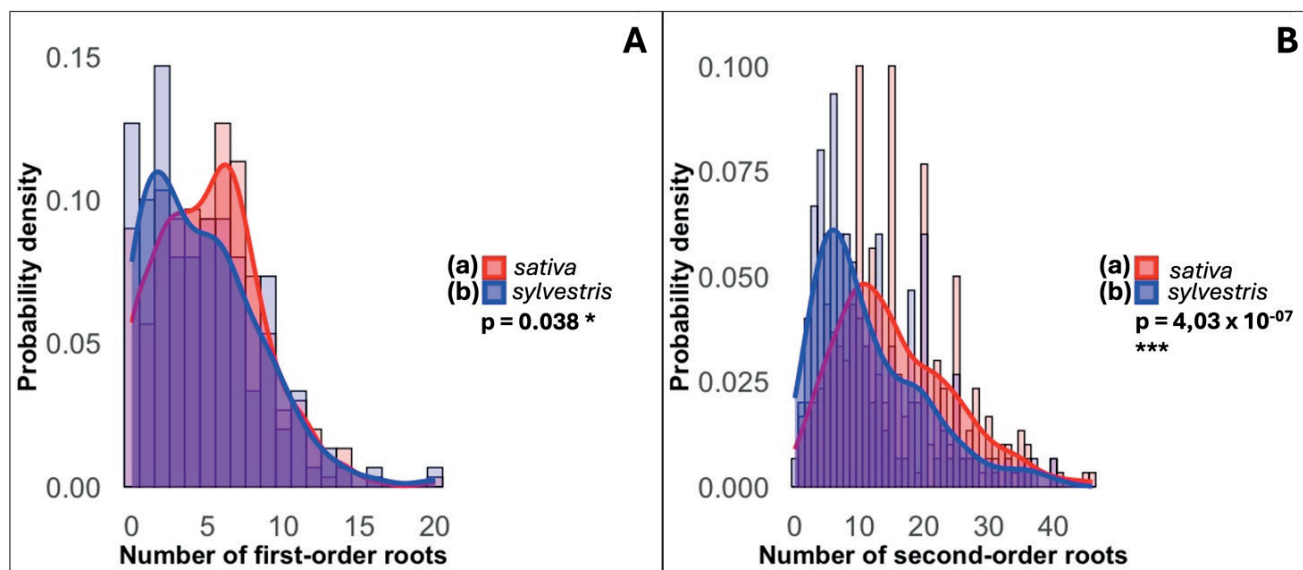 A
0.15
0.10
0.05
0.00
Probability density
0 5 10 15 20
Number of first-order roots
(a) sativa
(b) sylvestris
p = 0.038 *
B
0.100
0.075
0.050
0.025
0.000
Probability density
0 10 20 30 40
Number of second-order roots
(a) sativa
(b) sylvestris
p = 4,03 x 10⁻⁰⁷
***